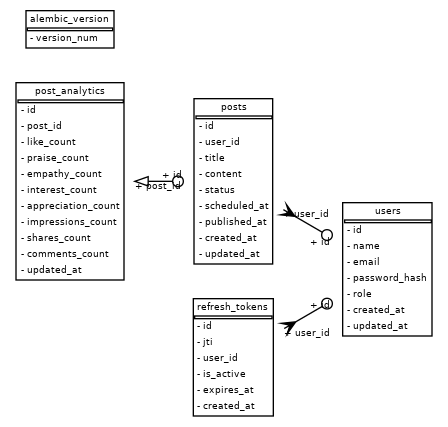 alembic_version
- version_num
post_analytics
- id
- post_id
- like_count
- praise_count
- empathy_count
- interest_count
- appreciation_count
- impressions_count
- shares_count
- comments_count
- updated_at
+ id
+ post_id
posts
- id
- user_id
- title
- content
- status
- scheduled_at
- published_at
- created_at
- updated_at
+ user_id
+ id
users
- id
- name
- email
- password_hash
- role
- created_at
- updated_at
refresh_tokens
- id
- jti
- user_id
- is_active
- expires_at
- created_at
+ id
+ user_id